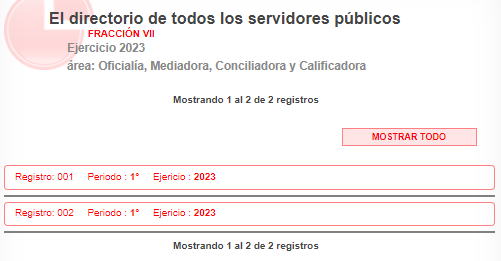 El directorio de todos los servidores públicos
FRACCIÓN VII
Ejercicio 2023
área: Oficialía, Mediadora, Conciliadora y Calificadora
Mostrando 1 al 2 de 2 registros
MOSTRAR TODO
Registro: 001 Periodo : 1° Ejericio : 2023
Registro: 002 Periodo : 1° Ejericio : 2023
Mostrando 1 al 2 de 2 registros